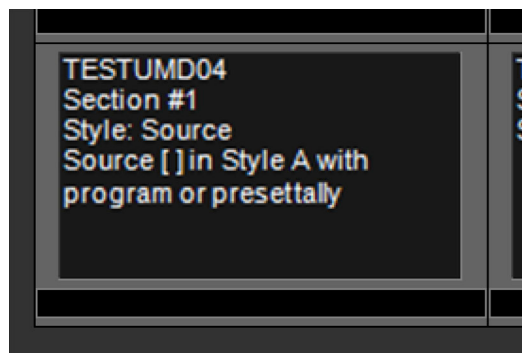 TESTUMD04
Section #1
Style: Source
Source [ ] in Style A with
program or presettally